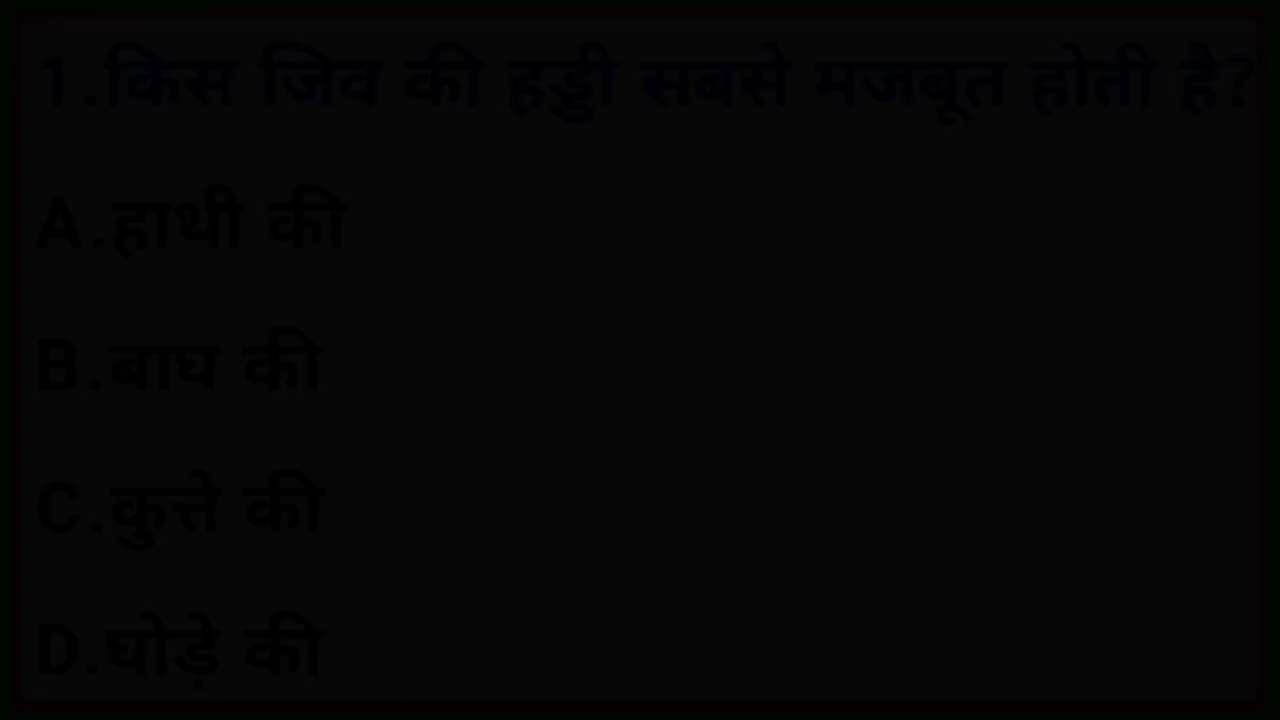 1.किस जिव की हड्डी सबसे मजबूत होती है?
A.हाथी की
B.बाघ की
C.कुत्ते की
D.घोड़े की